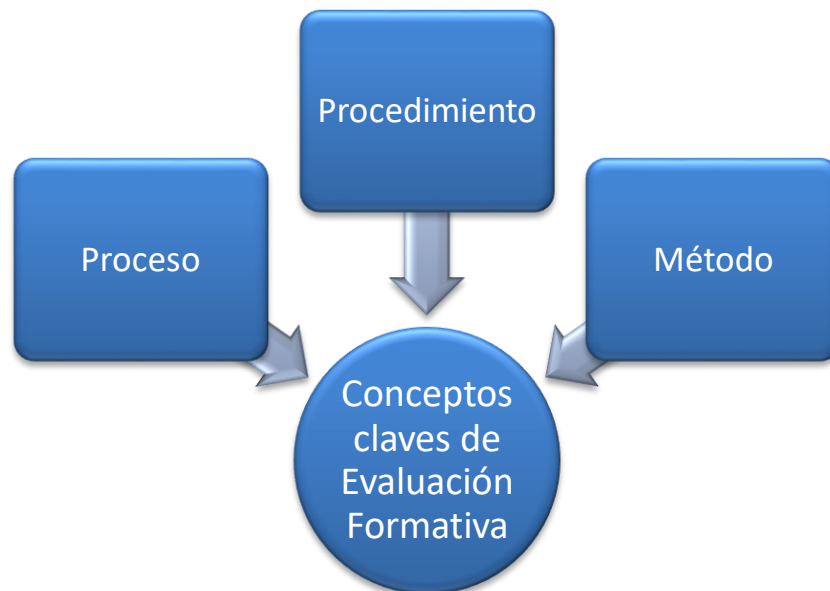 Procedimiento
Proceso
Método
Conceptos
claves de
Evaluación
Formativa